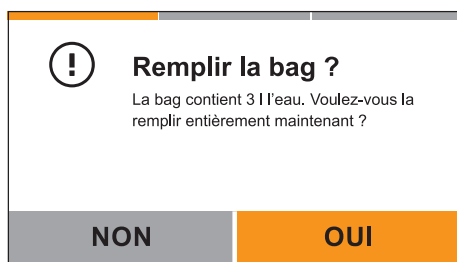 Remplir la bag ?
La bag contient 3 l l'eau. Voulez-vous la
remplir entièrement maintenant ?
NON
OUI